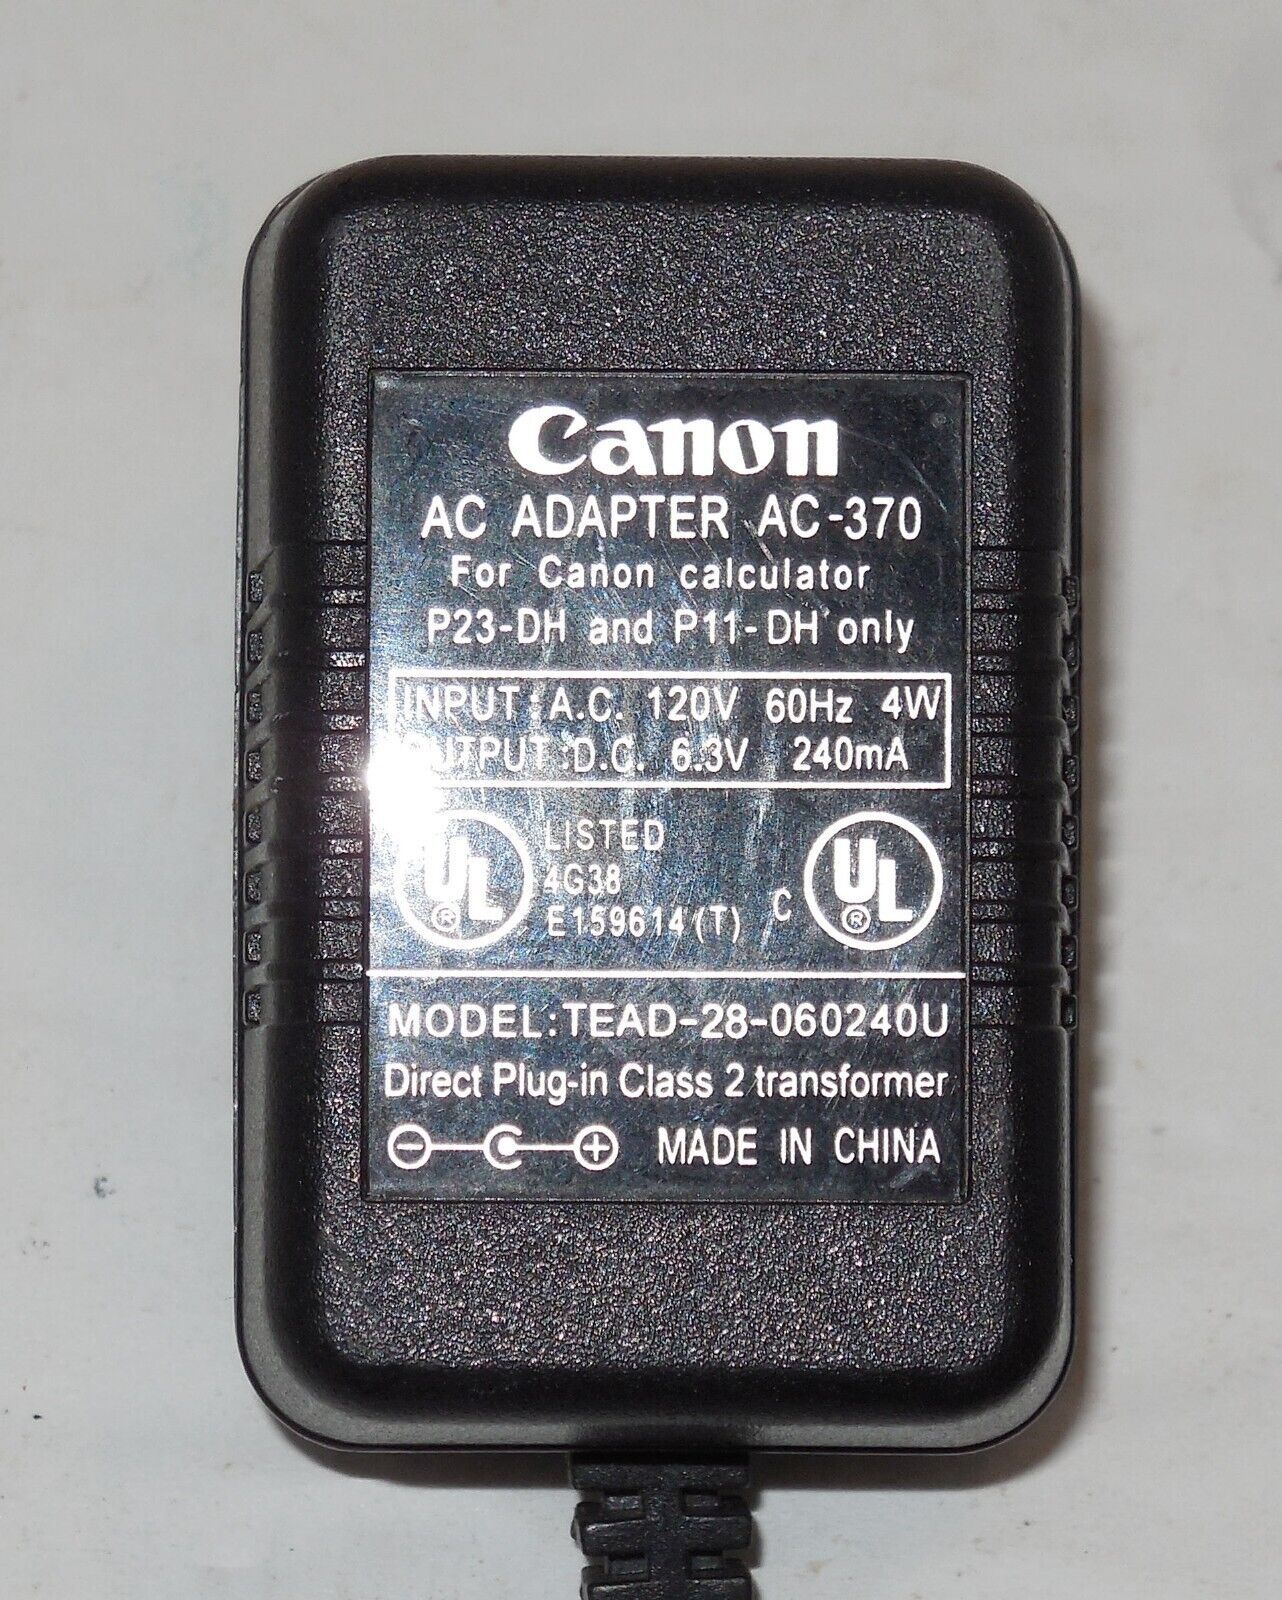 Canon
AC ADAPTER AC-370
For Canon calculator
P23-DH and P11-DH only
INPUT : A.C. 120V 60Hz 4W
OUTPUT : D.C. 6.3V 240mA
UL ®
LISTED
4G38
E159614 (T)
C UL ®
MODEL: TEAD-28-060240U
Direct Plug-in Class 2 transformer
MADE IN CHINA